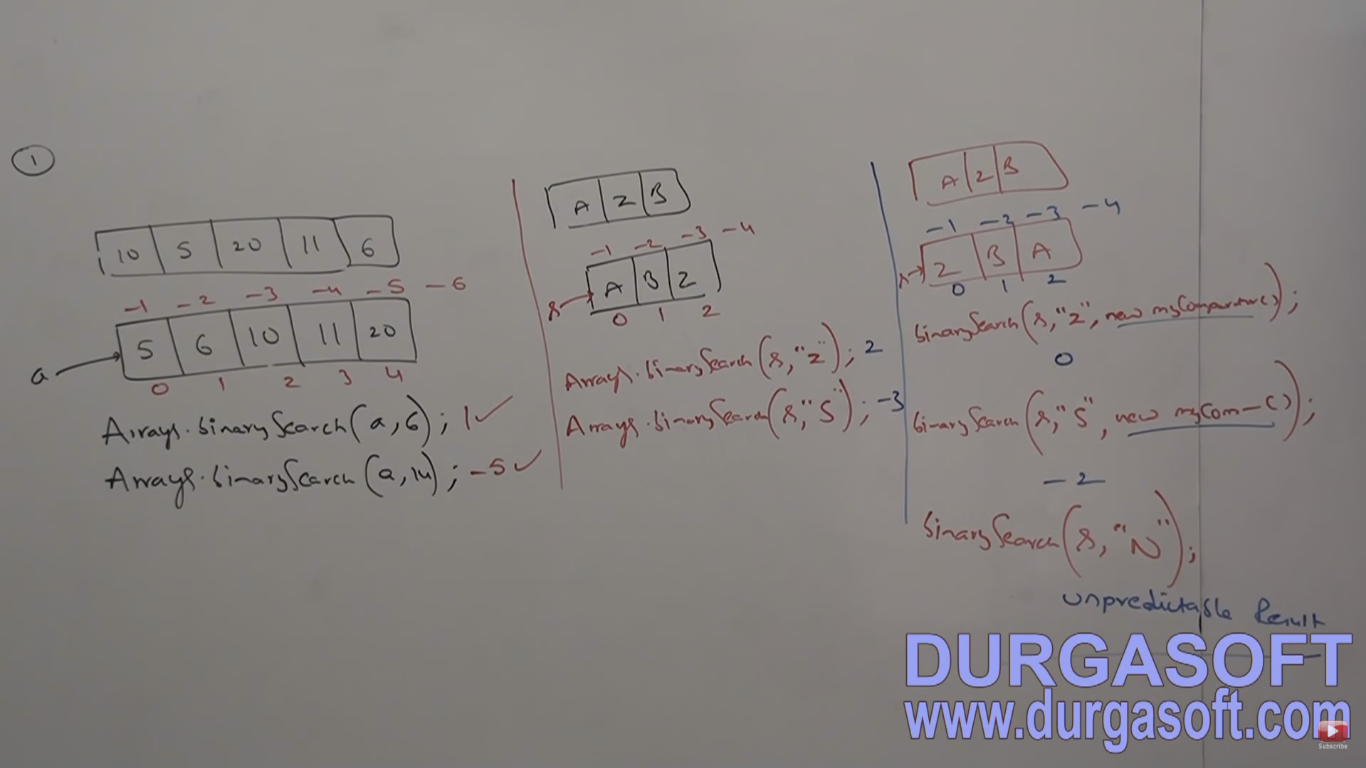 1
10 5 20 11 6
-1 -2 -3 -4 -5 -6
5 6 10 11 20
a
0 1 2 3 4
Arrays.binarySearch(a,6); 1✓
Arrays.binarySearch(a,14); -5✓
A Z B
-1 -2 -3 -4
A B Z
s
0 1 2
Arrays.binarySearch(s,"Z"); 2
Arrays.binarySearch(s,"S"); -3
A Z B
-1 -2 -3 -4
Z B A
s
0 1 2
binarySearch(s,"Z", new myComparator());
0
binarySearch(s,"S", new myCom-());
-2
binarySearch(s,"N");
unpredictable Result
DURGASOFT
www.durgasoft.com
Subscribe